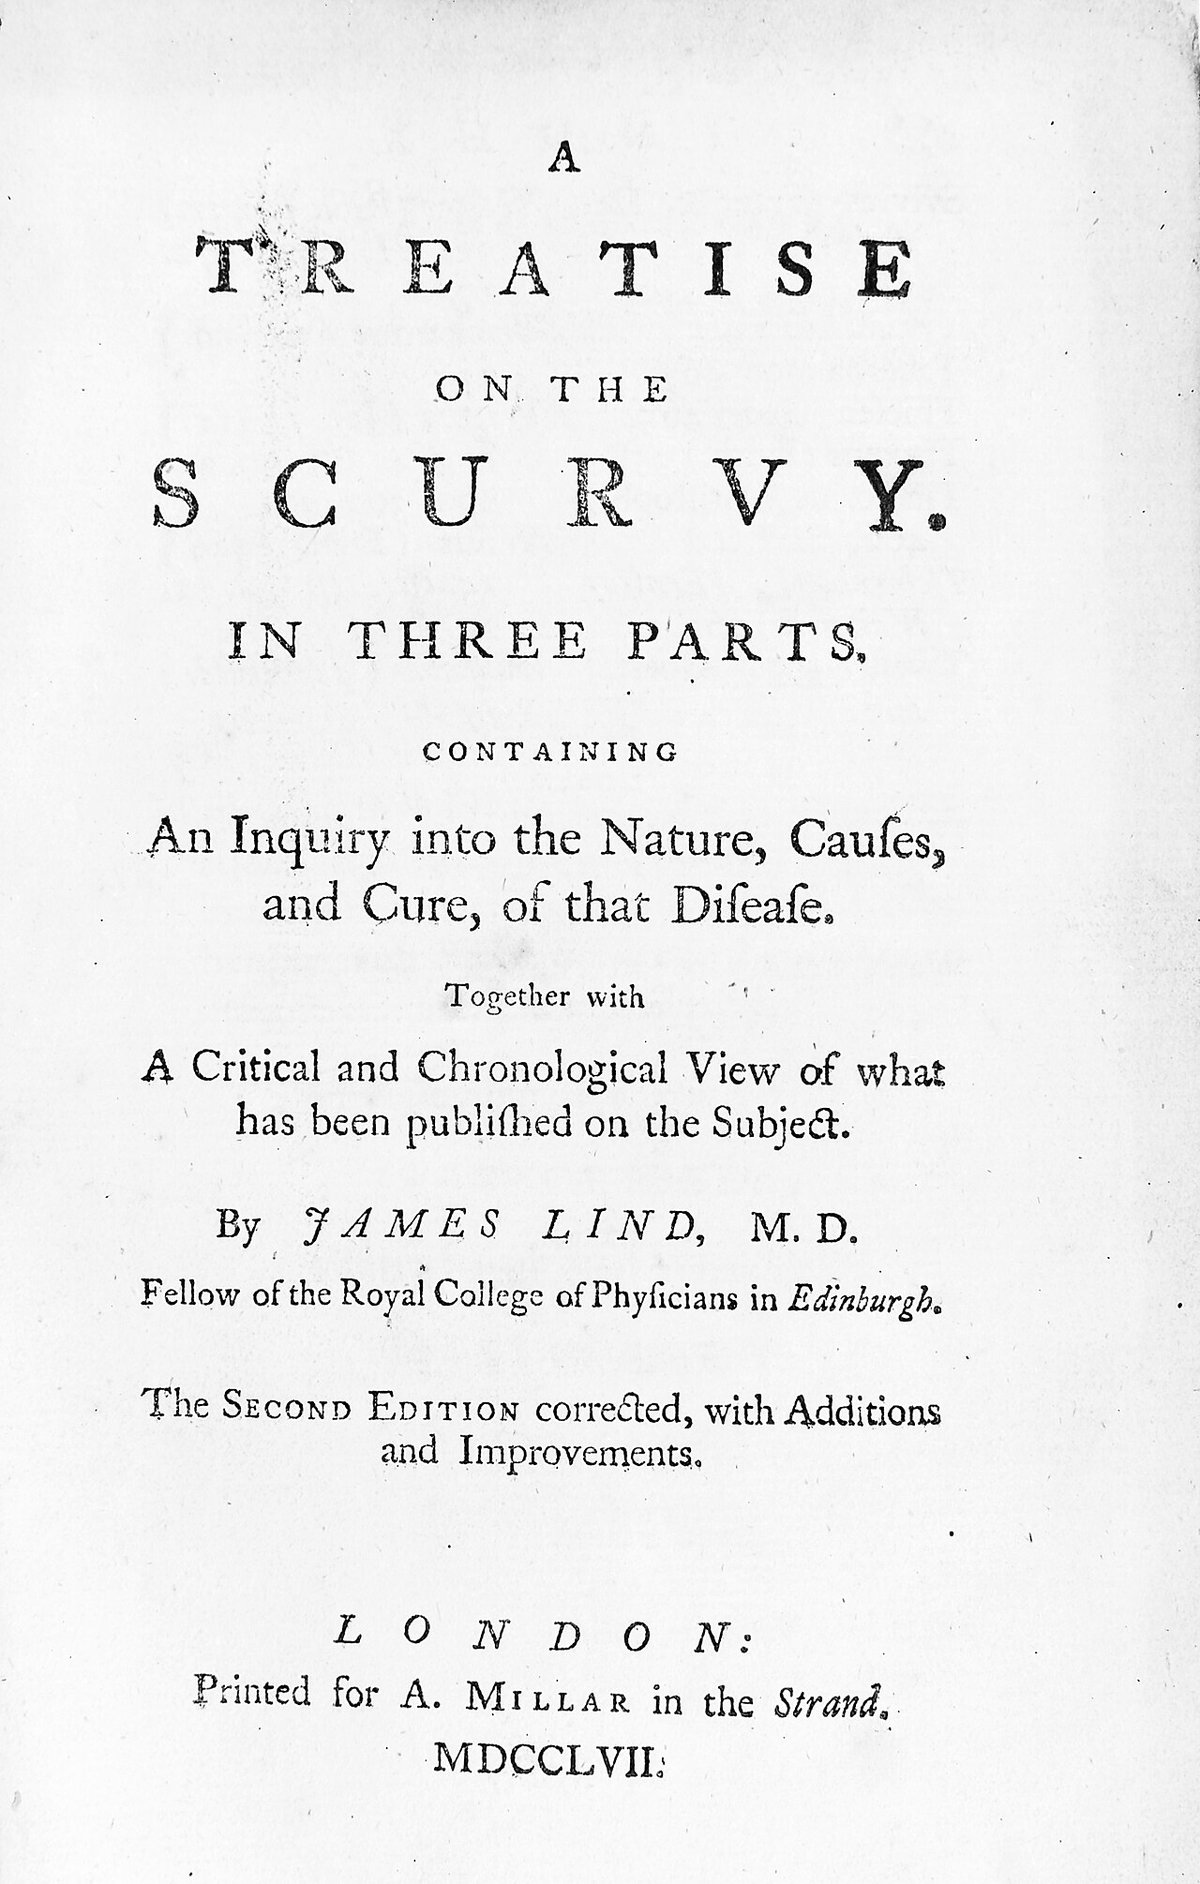 A
TREATISE
ON THE
SCURVY.
IN THREE PARTS.
CONTAINING
An Inquiry into the Nature, Cauſes,
and Cure, of that Diſeaſe.
Together with
A Critical and Chronological View of what
has been publiſhed on the Subject.
By JAMES LIND, M. D.
Fellow of the Royal College of Phyſicians in Edinburgh.
The SECOND EDITION corrected, with Additions
and Improvements.
LONDON:
Printed for A. MILLAR in the Strand.
MDCCLVII.